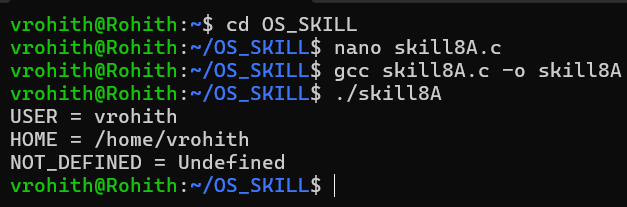 vrohith@Rohith:~$ cd OS_SKILL
vrohith@Rohith:~/OS_SKILL$ nano skill8A.c
vrohith@Rohith:~/OS_SKILL$ gcc skill8A.c -o skill8A
vrohith@Rohith:~/OS_SKILL$ ./skill8A
USER = vrohith
HOME = /home/vrohith
NOT_DEFINED = Undefined
vrohith@Rohith:~/OS_SKILL$